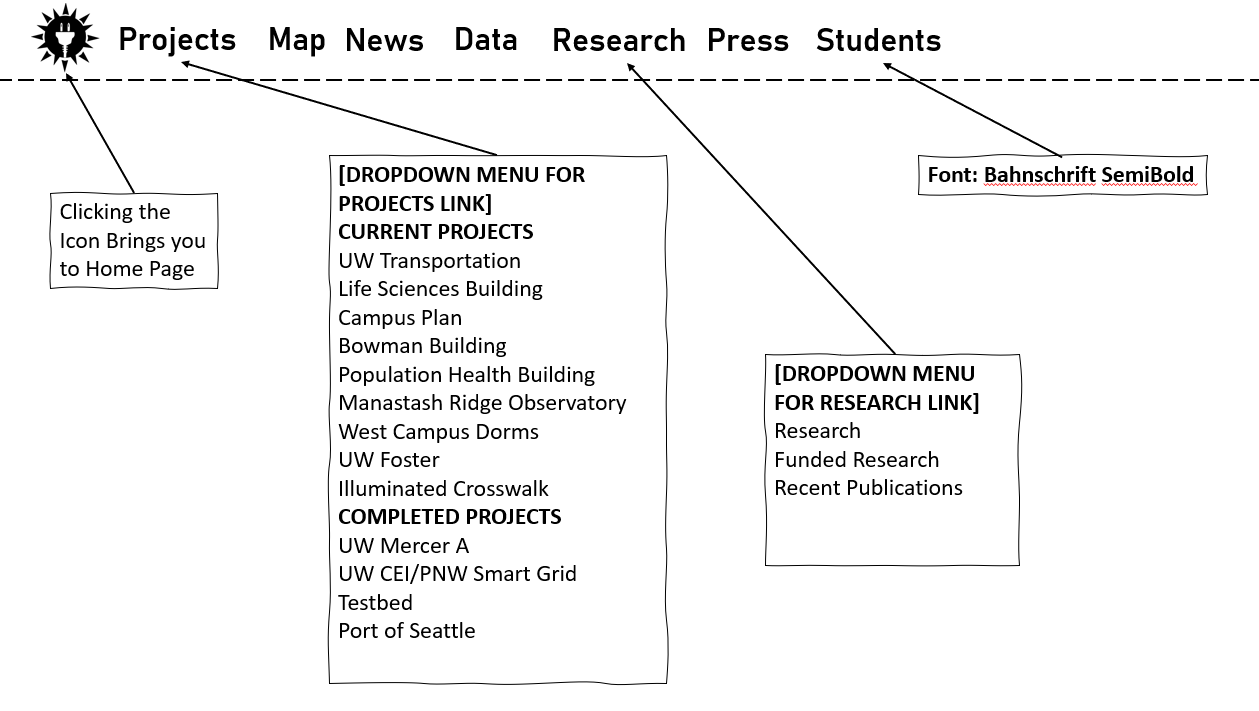 Projects Map News Data Research Press Students
Clicking the
Icon Brings you
to Home Page
[DROPDOWN MENU FOR
PROJECTS LINK]
CURRENT PROJECTS
UW Transportation
Life Sciences Building
Campus Plan
Bowman Building
Population Health Building
Manastash Ridge Observatory
West Campus Dorms
UW Foster
Illuminated Crosswalk
COMPLETED PROJECTS
UW Mercer A
UW CEI/PNW Smart Grid
Testbed
Port of Seattle
[DROPDOWN MENU
FOR RESEARCH LINK]
Research
Funded Research
Recent Publications
Font: Bahnschrift SemiBold